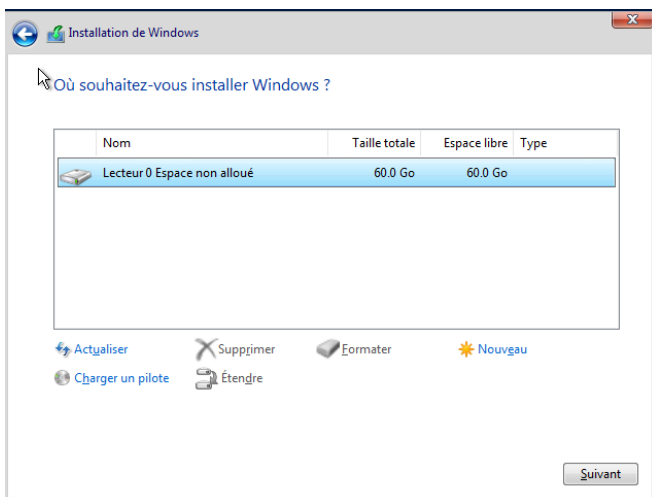 Installation de Windows
Où souhaitez-vous installer Windows ?
Nom Taille totale Espace libre Type
Lecteur 0 Espace non alloué 60.0 Go 60.0 Go
Actualiser Supprimer Formater Nouveau
Charger un pilote Étendre
Suivant